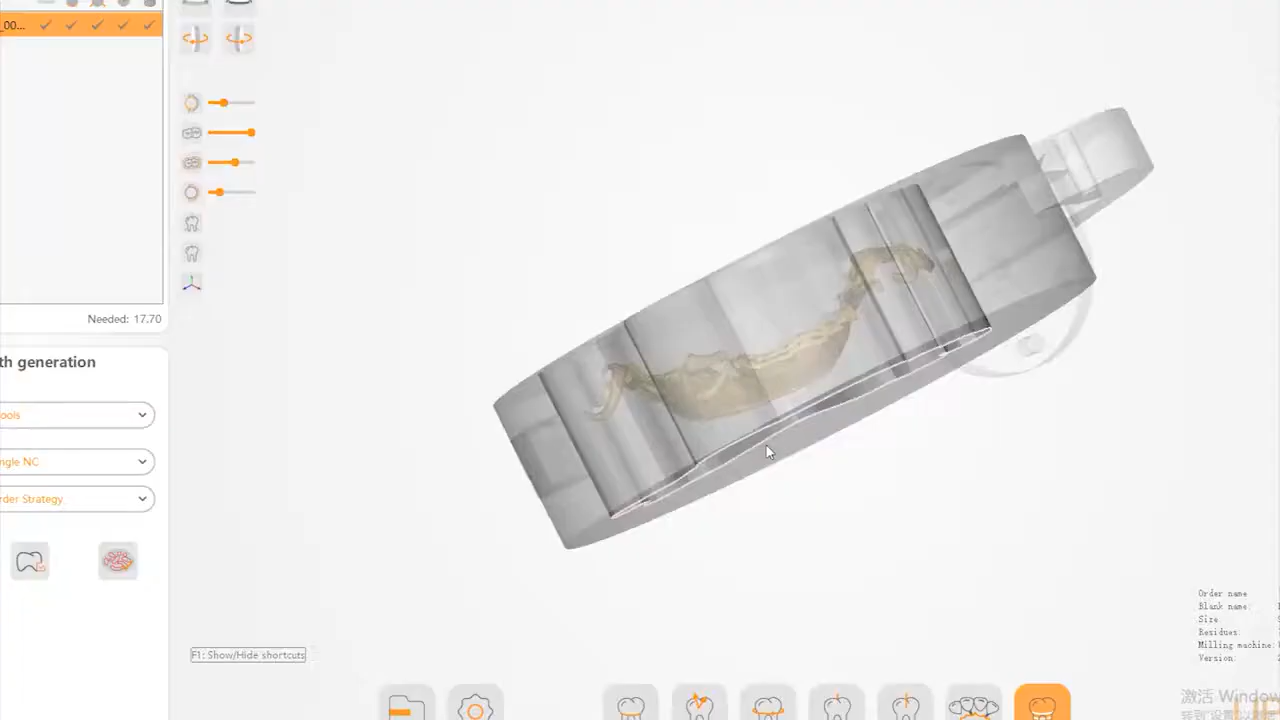 _00...
Needed: 17.70
th generation
ools
ngle NC
rder Strategy
F1: Show/Hide shortcuts
Order name
Blank name:
Size
Residues:
Milling machine:
Version:
激活 Window